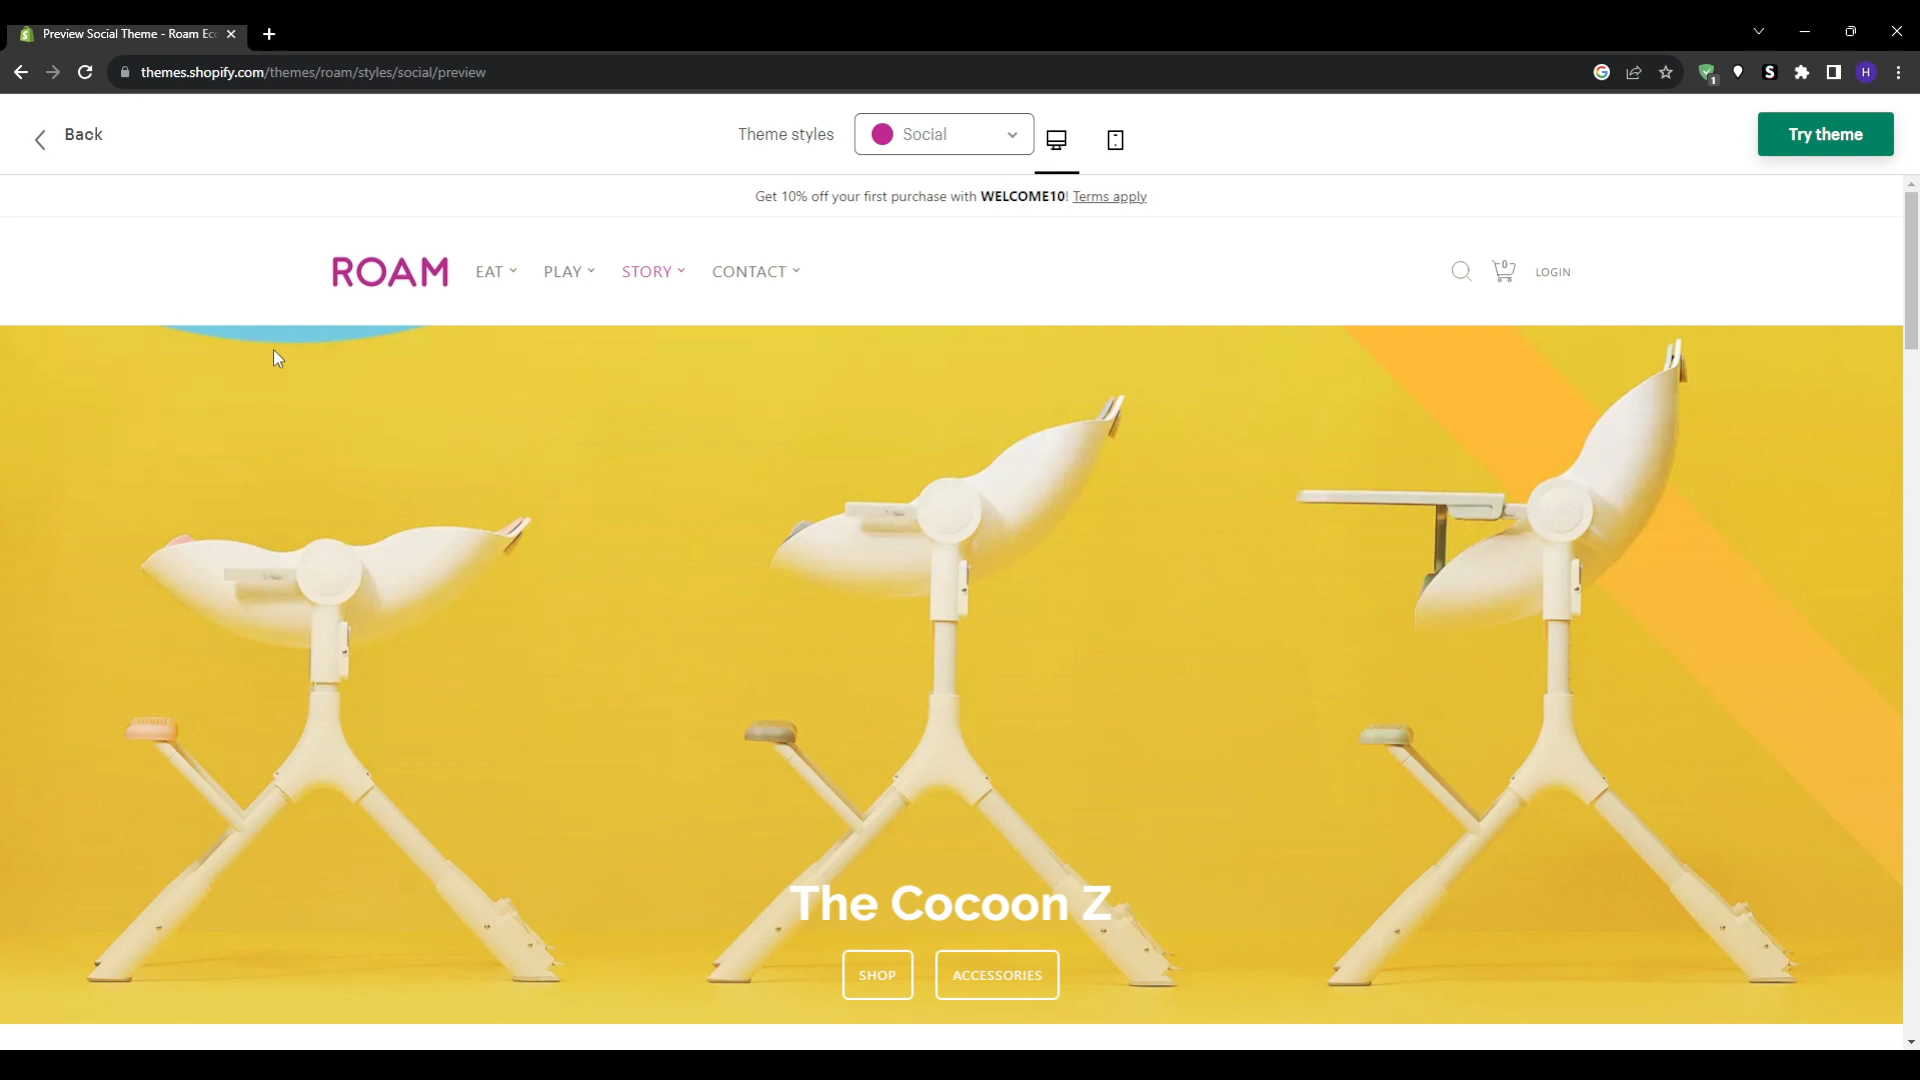 Preview Social Theme - Roam Ec
themes.shopify.com/themes/roam/styles/social/preview
1
S
H
Back
Theme styles
Social
Try theme
Get 10% off your first purchase with WELCOME10! Terms apply
ROAM
EAT
PLAY
STORY
CONTACT
0
LOGIN
The Cocoon Z
SHOP
ACCESSORIES